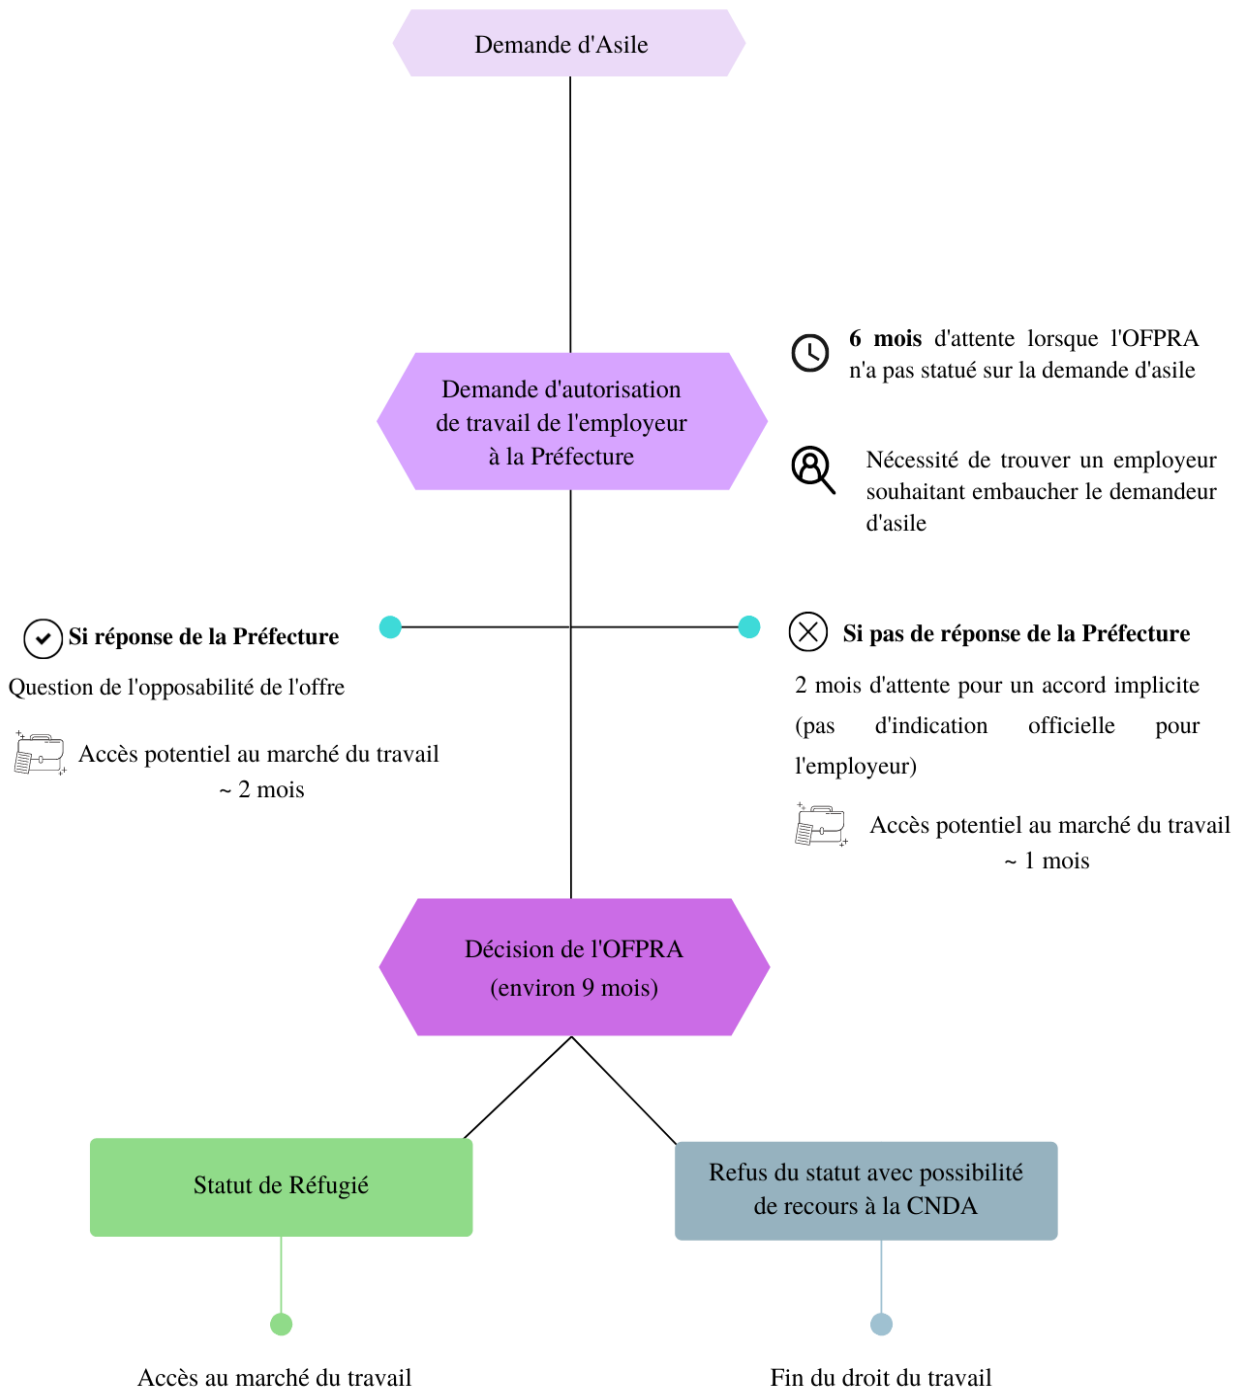 Demande d'Asile
6 mois d'attente lorsque l'OFPRA
n'a pas statué sur la demande d'asile
Demande d'autorisation
de travail de l'employeur
à la Préfecture
Nécessité de trouver un employeur
souhaitant embaucher le demandeur
d'asile
Si réponse de la Préfecture
Question de l'opposabilité de l'offre
Accès potentiel au marché du travail
~ 2 mois
Si pas de réponse de la Préfecture
2 mois d'attente pour un accord implicite
(pas d'indication officielle pour
l'employeur)
Accès potentiel au marché du travail
~ 1 mois
Décision de l'OFPRA
(environ 9 mois)
Statut de Réfugié
Refus du statut avec possibilité
de recours à la CNDA
Accès au marché du travail
Fin du droit du travail